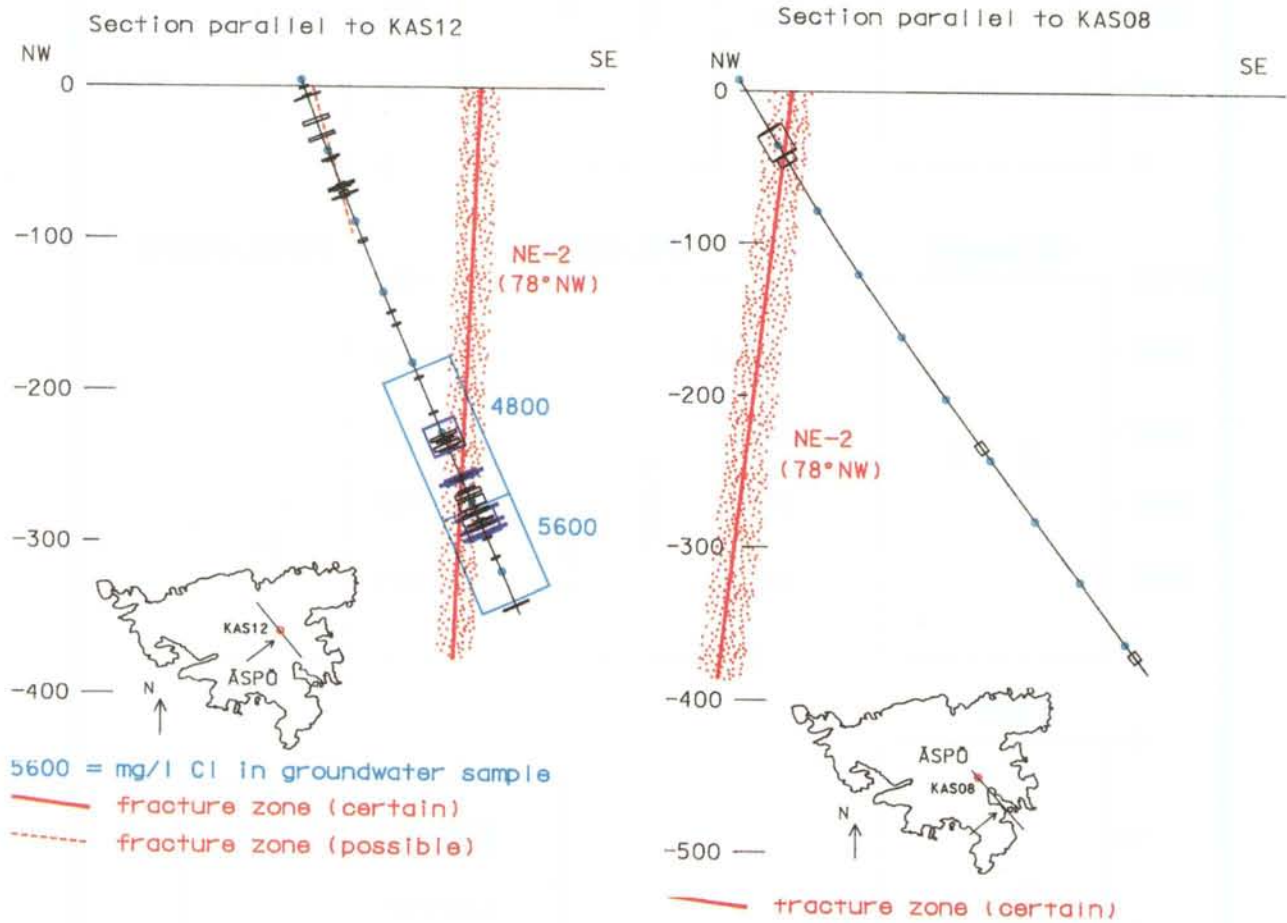 Section parallel to KAS12
NW
SE
0
-100
-200
-300
-400
NE-2
(78°NW)
4800
5600
KAS12
ÄSPÖ
N
5600 = mg/l Cl in groundwater sample
fracture zone (certain)
fracture zone (possible)
Section parallel to KAS08
NW
SE
0
-100
-200
-300
-400
-500
NE-2
(78°NW)
ÄSPÖ
KAS08
N
fracture zone (certain)